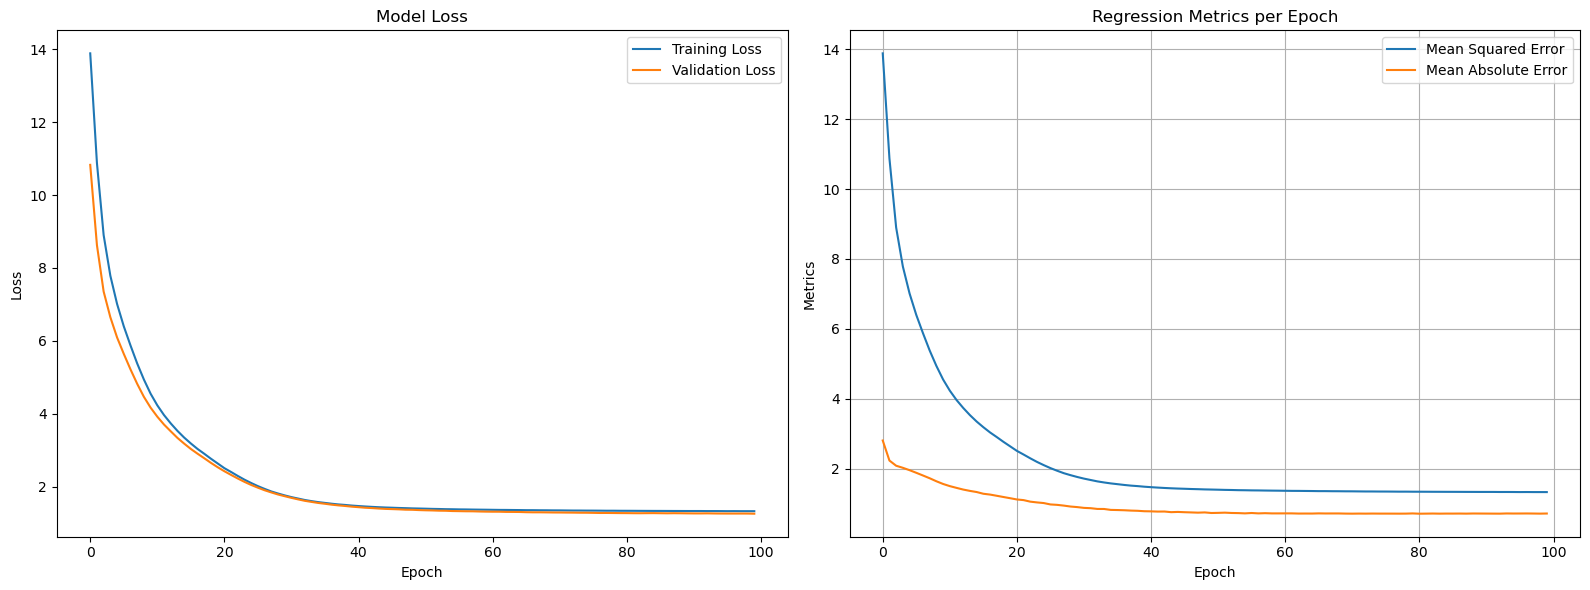 Model Loss
14
12
10
8
6
4
2
Loss
0 20 40 60 80 100
Epoch
Training Loss
Validation Loss
Regression Metrics per Epoch
14
12
10
8
6
4
2
Metrics
0 20 40 60 80 100
Epoch
Mean Squared Error
Mean Absolute Error